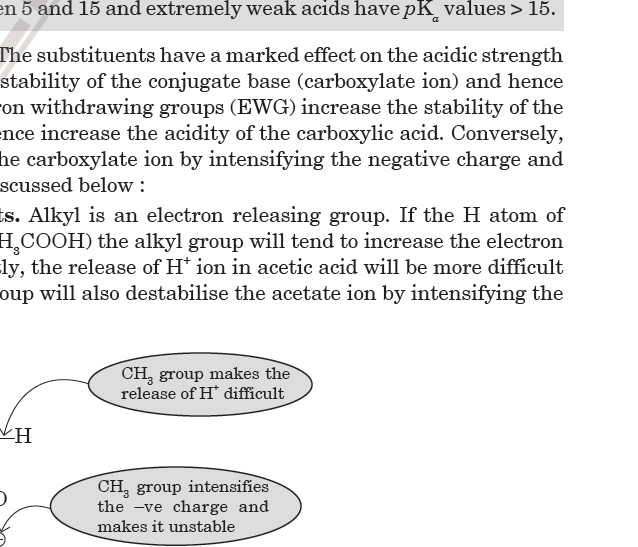 en 5 and 15 and extremely weak acids have pKₐ values > 15.
The substituents have a marked effect on the acidic strength
stability of the conjugate base (carboxylate ion) and hence
ron withdrawing groups (EWG) increase the stability of the
ence increase the acidity of the carboxylic acid. Conversely,
he carboxylate ion by intensifying the negative charge and
scussed below :
ts. Alkyl is an electron releasing group. If the H atom of
H₃COOH) the alkyl group will tend to increase the electron
tly, the release of H⁺ ion in acetic acid will be more difficult
oup will also destabilise the acetate ion by intensifying the
CH₃ group makes the
release of H⁺ difficult
—H
O
CH₃ group intensifies
the –ve charge and
makes it unstable